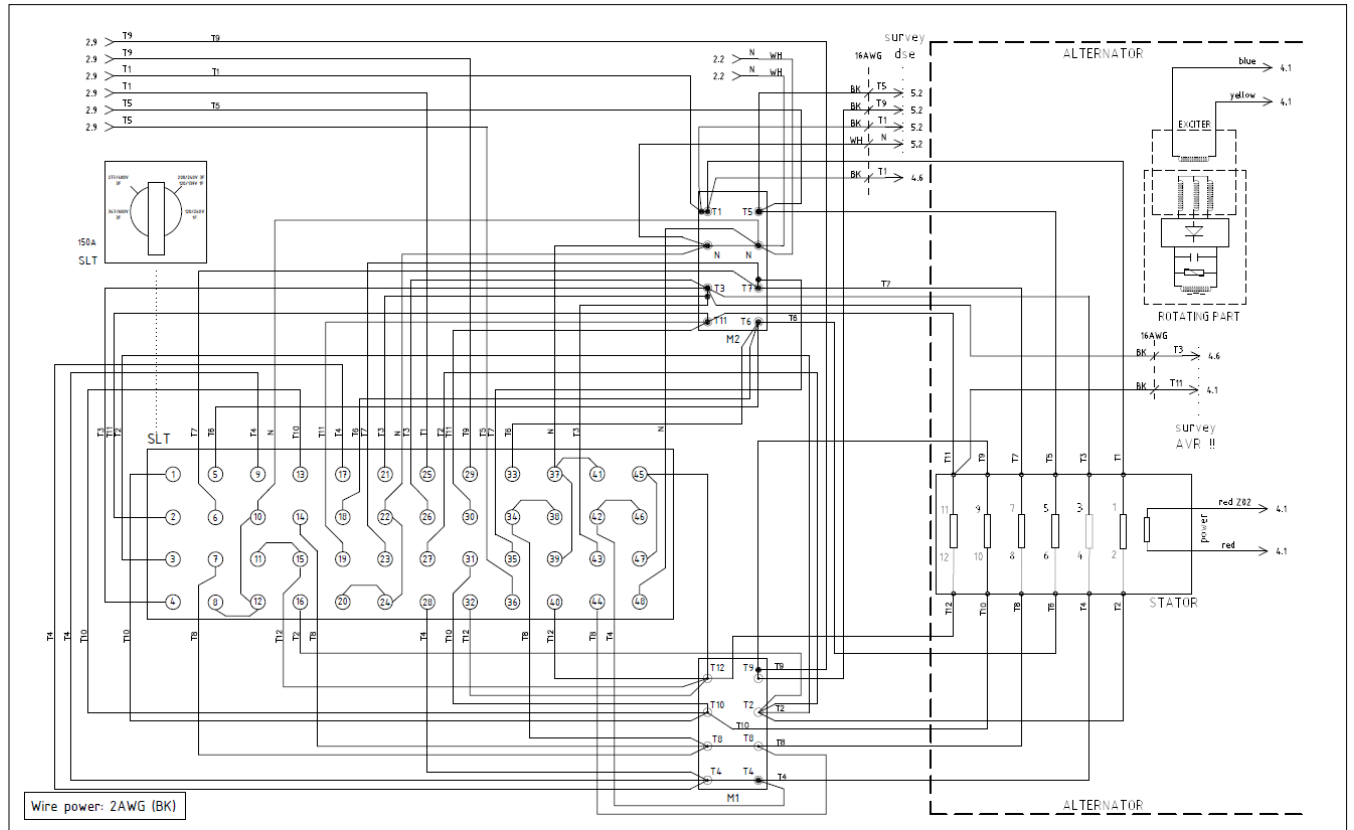 2.9 T9 T9
2.9 T9
2.9 T1 T1
2.9 T1
2.9 T5 T5
2.9 T5
2.2 N WH
2.2 N WH
survey
dse
16AWG
BK T5 5.2
BK T9 5.2
BK T1 5.2
WH N 5.2
BK T1 4.6
ALTERNATOR
blue 4.1
yellow 4.1
EXCITER
ROTATING PART
208/240V 3F
120/240V
1F
150A
SLT
T1 T5
N N
T3 T7 T7
T11 T6 T6
M2
16AWG
BK T3 4.6
BK T11 4.1
survey
AVR !!
T3 T11 T2 T7 T6 T4 N T10 T11 T4 T6 T7 T3 N T3 T1 T2 T11 T9 T5 T7 T6 N T3 N
SLT
1 5 9 13 17 21 25 29 33 37 41 45
2 6 10 14 18 22 26 30 34 38 42 46
3 7 11 15 19 23 27 31 35 39 43 47
4 8 12 16 20 24 28 32 36 40 44 48
T11 T9 T7 T5 T3 T1
11 9 7 5 3 1
12 10 8 6 4 2
T12 T10 T8 T6 T4 T2
red Z02 4.1
power
red 4.1
STATOR
T4 T4 T10 T10 T8 T12 T2 T8 T4 T10 T12 T8 T12 T8 T4
T12 T9 T9
T10 T2 T2
T10
T8 T8 T8
T4 T4 T4
M1
Wire power: 2AWG (BK)
ALTERNATOR